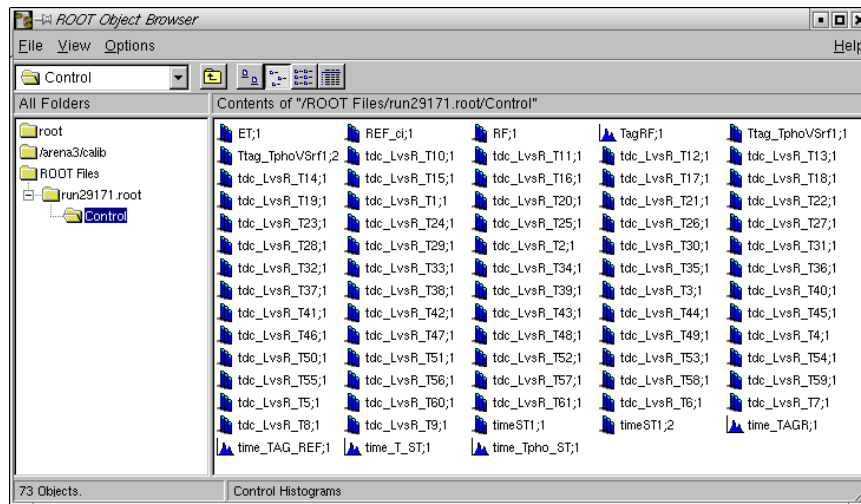 ROOT Object Browser
File View Options Help
Control
All Folders Contents of "/ROOT Files/run29171.root/Control"
root
/arena3/calib
ROOT Files
run29171.root
Control
ET;1 REF_ci;1 RF;1 TagRF;1 Ttag_TphoVSrf1;1
Ttag_TphoVSrf1;2 tdc_LvsR_T10;1 tdc_LvsR_T11;1 tdc_LvsR_T12;1 tdc_LvsR_T13;1
tdc_LvsR_T14;1 tdc_LvsR_T15;1 tdc_LvsR_T16;1 tdc_LvsR_T17;1 tdc_LvsR_T18;1
tdc_LvsR_T19;1 tdc_LvsR_T1;1 tdc_LvsR_T20;1 tdc_LvsR_T21;1 tdc_LvsR_T22;1
tdc_LvsR_T23;1 tdc_LvsR_T24;1 tdc_LvsR_T25;1 tdc_LvsR_T26;1 tdc_LvsR_T27;1
tdc_LvsR_T28;1 tdc_LvsR_T29;1 tdc_LvsR_T2;1 tdc_LvsR_T30;1 tdc_LvsR_T31;1
tdc_LvsR_T32;1 tdc_LvsR_T33;1 tdc_LvsR_T34;1 tdc_LvsR_T35;1 tdc_LvsR_T36;1
tdc_LvsR_T37;1 tdc_LvsR_T38;1 tdc_LvsR_T39;1 tdc_LvsR_T3;1 tdc_LvsR_T40;1
tdc_LvsR_T41;1 tdc_LvsR_T42;1 tdc_LvsR_T43;1 tdc_LvsR_T44;1 tdc_LvsR_T45;1
tdc_LvsR_T46;1 tdc_LvsR_T47;1 tdc_LvsR_T48;1 tdc_LvsR_T49;1 tdc_LvsR_T4;1
tdc_LvsR_T50;1 tdc_LvsR_T51;1 tdc_LvsR_T52;1 tdc_LvsR_T53;1 tdc_LvsR_T54;1
tdc_LvsR_T55;1 tdc_LvsR_T56;1 tdc_LvsR_T57;1 tdc_LvsR_T58;1 tdc_LvsR_T59;1
tdc_LvsR_T5;1 tdc_LvsR_T60;1 tdc_LvsR_T61;1 tdc_LvsR_T6;1 tdc_LvsR_T7;1
tdc_LvsR_T8;1 tdc_LvsR_T9;1 timeST1;1 timeST1;2 time_TAGR;1
time_TAG_REF;1 time_T_ST;1 time_Tpho_ST;1
73 Objects. Control Histograms